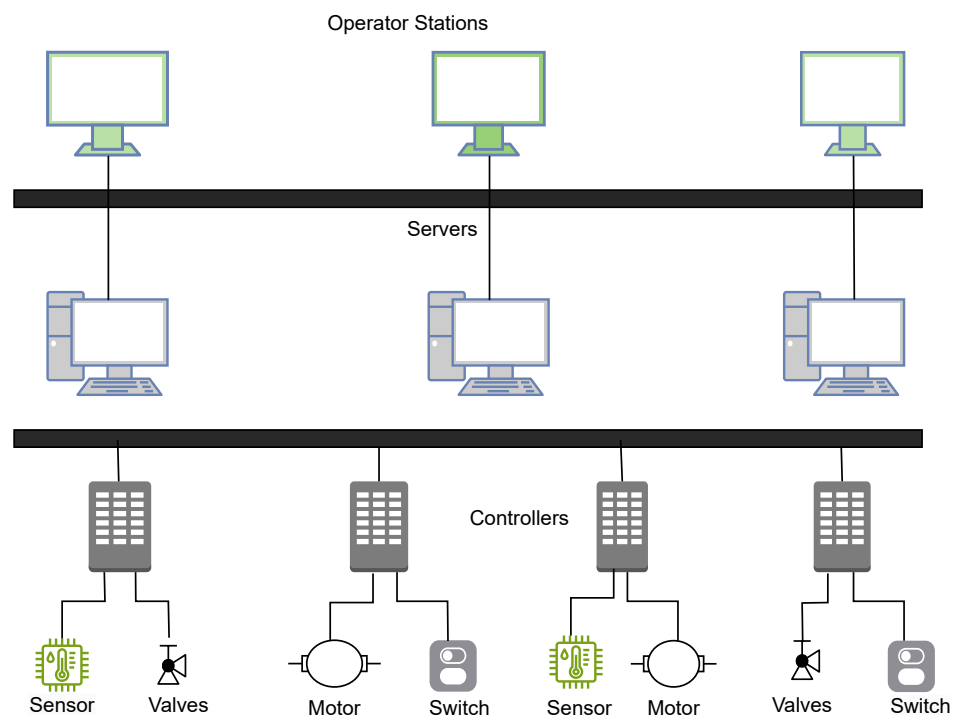 Operator Stations
Servers
Controllers
Sensor
Valves
Motor
Switch
Sensor
Motor
Valves
Switch